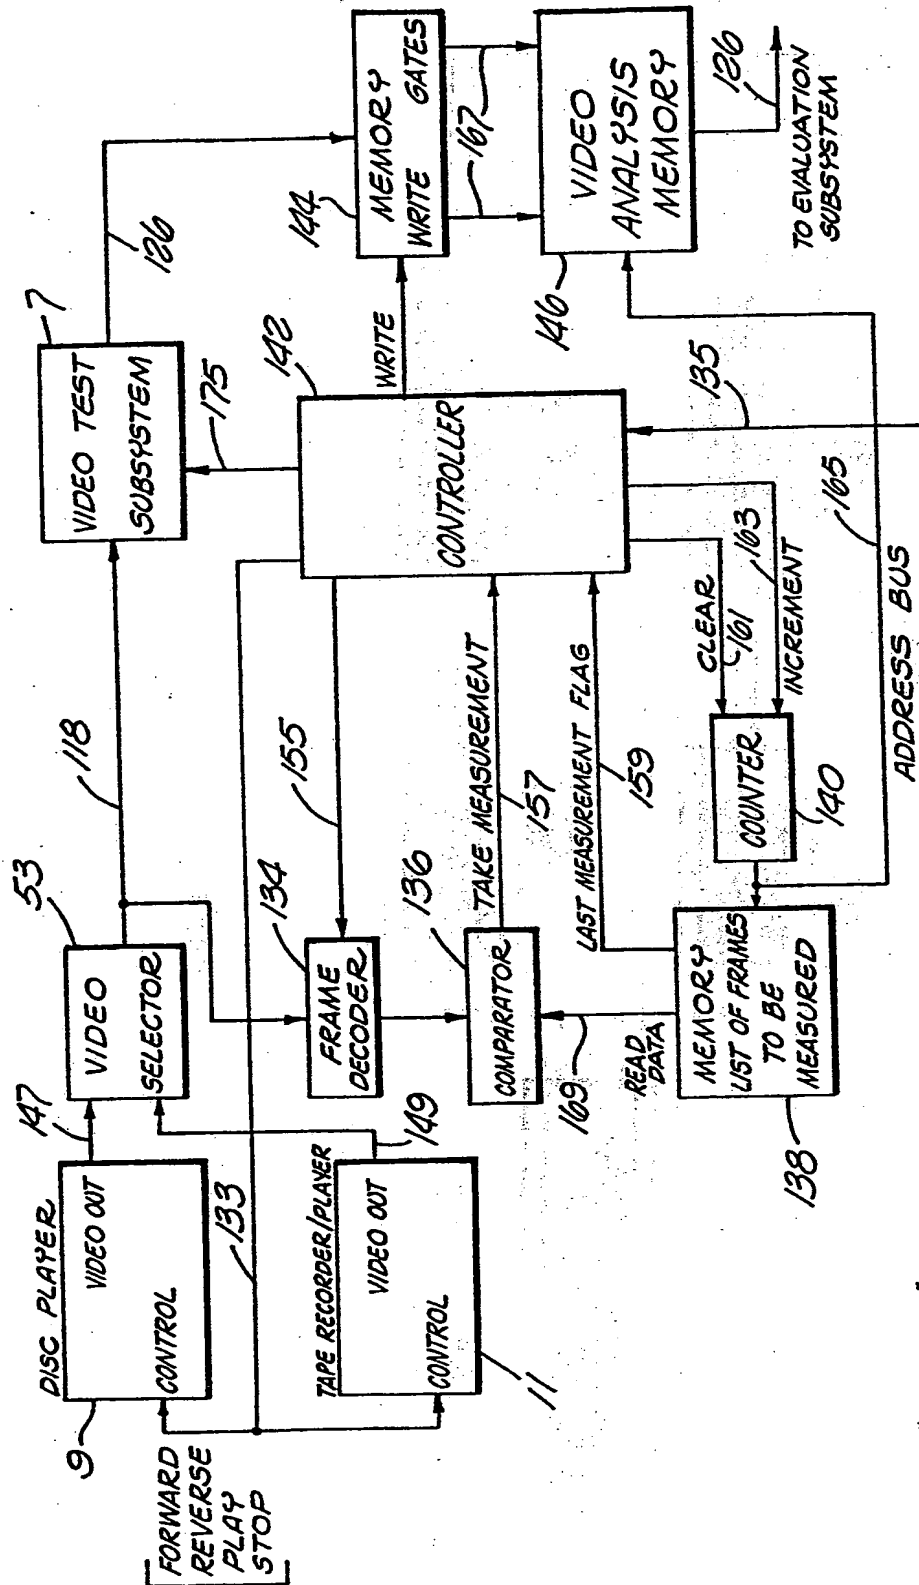 DISC PLAYER
9
VIDEO OUT
CONTROL
FORWARD
REVERSE
PLAY
STOP
147
53
VIDEO
SELECTOR
118
7
VIDEO TEST
SUBSYSTEM
126
175
133
TAPE RECORDER/PLAYER
VIDEO OUT
CONTROL
11
149
134
FRAME
DECODER
155
142
CONTROLLER
WRITE
144
MEMORY
WRITE GATES
167
136
COMPARATOR
TAKE MEASUREMENT
157
169
READ
DATA
LAST MEASUREMENT FLAG
159
138
MEMORY
LIST OF FRAMES
TO BE
MEASURED
COUNTER
140
CLEAR
161
163
INCREMENT
135
165
ADDRESS BUS
146
VIDEO
ANALYSIS
MEMORY
126
TO EVALUATION
SUBSYSTEM